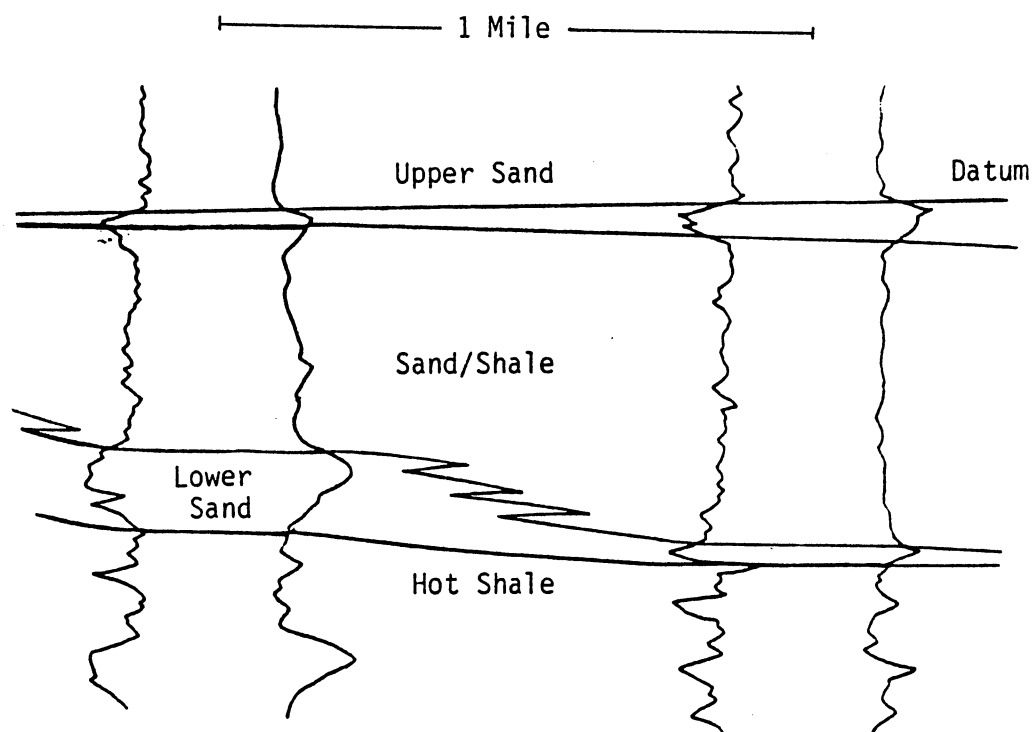 1 Mile
Upper Sand
Datum
Sand/Shale
Lower
Sand
Hot Shale